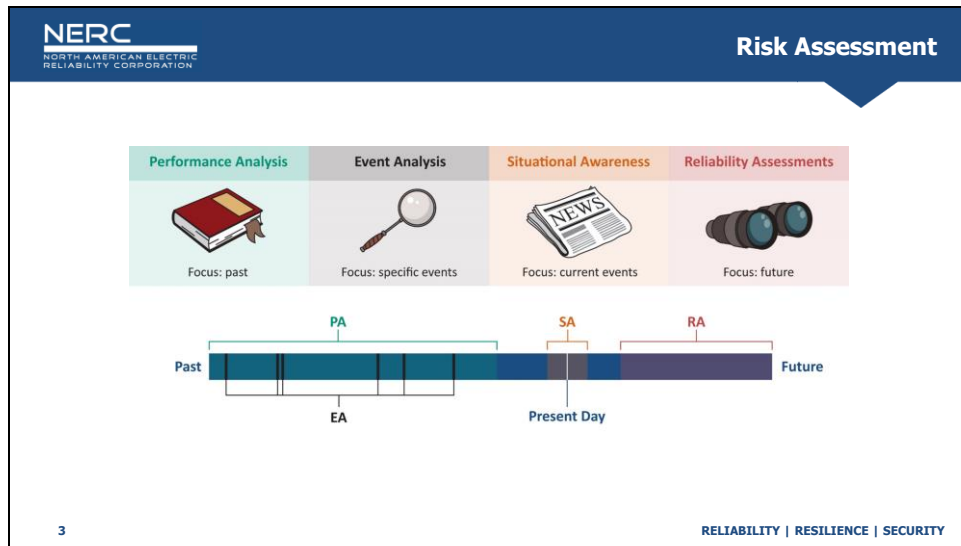 NERC
NORTH AMERICAN ELECTRIC
RELIABILITY CORPORATION
Risk Assessment
Performance Analysis
Event Analysis
Situational Awareness
Reliability Assessments
NEWS
Focus: past
Focus: specific events
Focus: current events
Focus: future
PA
SA
RA
Past
Future
EA
Present Day
3
RELIABILITY | RESILIENCE | SECURITY